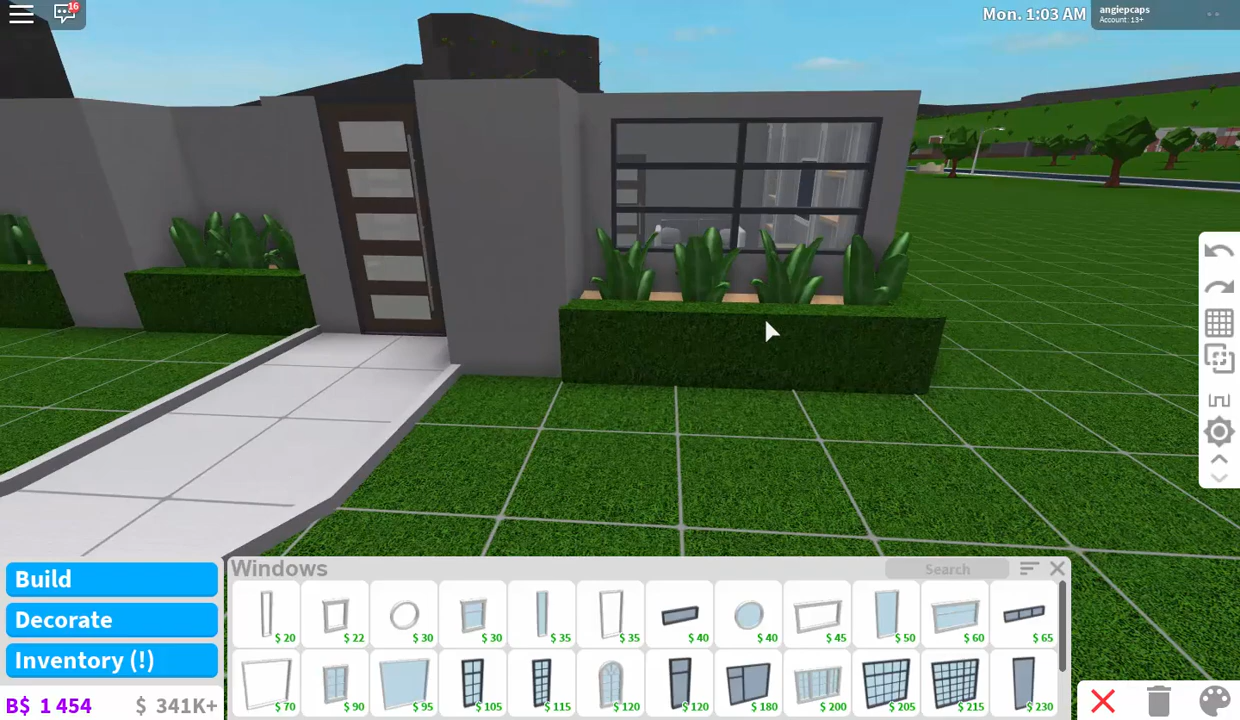 16
Mon. 1:03 AM
angiepcaps
Account: 13+
Build
Decorate
Inventory (!)
B$ 1 454
$ 341K+
Windows
Search
$ 20
$ 22
$ 30
$ 30
$ 35
$ 35
$ 40
$ 40
$ 45
$ 50
$ 60
$ 65
$ 70
$ 90
$ 95
$ 105
$ 115
$ 120
$ 120
$ 180
$ 200
$ 205
$ 215
$ 230